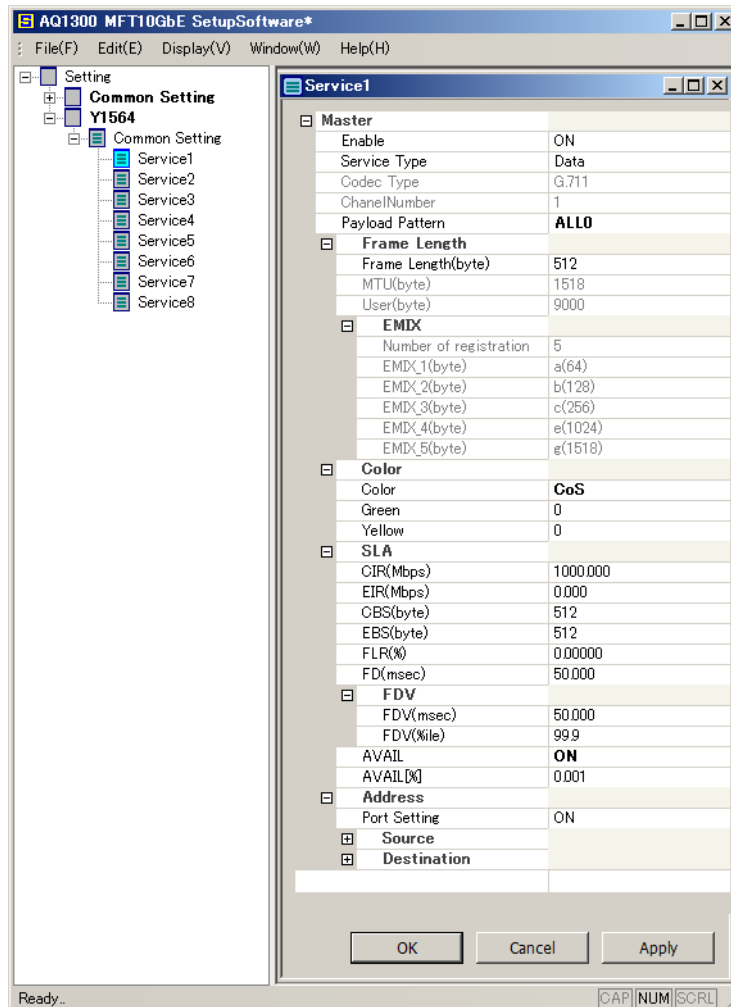 AQ1300 MFT10GbE SetupSoftware*
File(F) Edit(E) Display(V) Window(W) Help(H)
Setting
Common Setting
Y1564
Common Setting
Service1
Service2
Service3
Service4
Service5
Service6
Service7
Service8
Service1
Master
Enable ON
Service Type Data
Codec Type G.711
ChanelNumber 1
Payload Pattern ALL0
Frame Length
Frame Length(byte) 512
MTU(byte) 1518
User(byte) 9000
EMIX
Number of registration 5
EMIX_1(byte) a(64)
EMIX_2(byte) b(128)
EMIX_3(byte) c(256)
EMIX_4(byte) e(1024)
EMIX_5(byte) g(1518)
Color
Color CoS
Green 0
Yellow 0
SLA
CIR(Mbps) 1000.000
EIR(Mbps) 0.000
CBS(byte) 512
EBS(byte) 512
FLR(%) 0.00000
FD(msec) 50.000
FDV
FDV(msec) 50.000
FDV(%ile) 99.9
AVAIL ON
AVAIL[%] 0.001
Address
Port Setting ON
Source
Destination
OK Cancel Apply
Ready.. CAP NUM SCRL